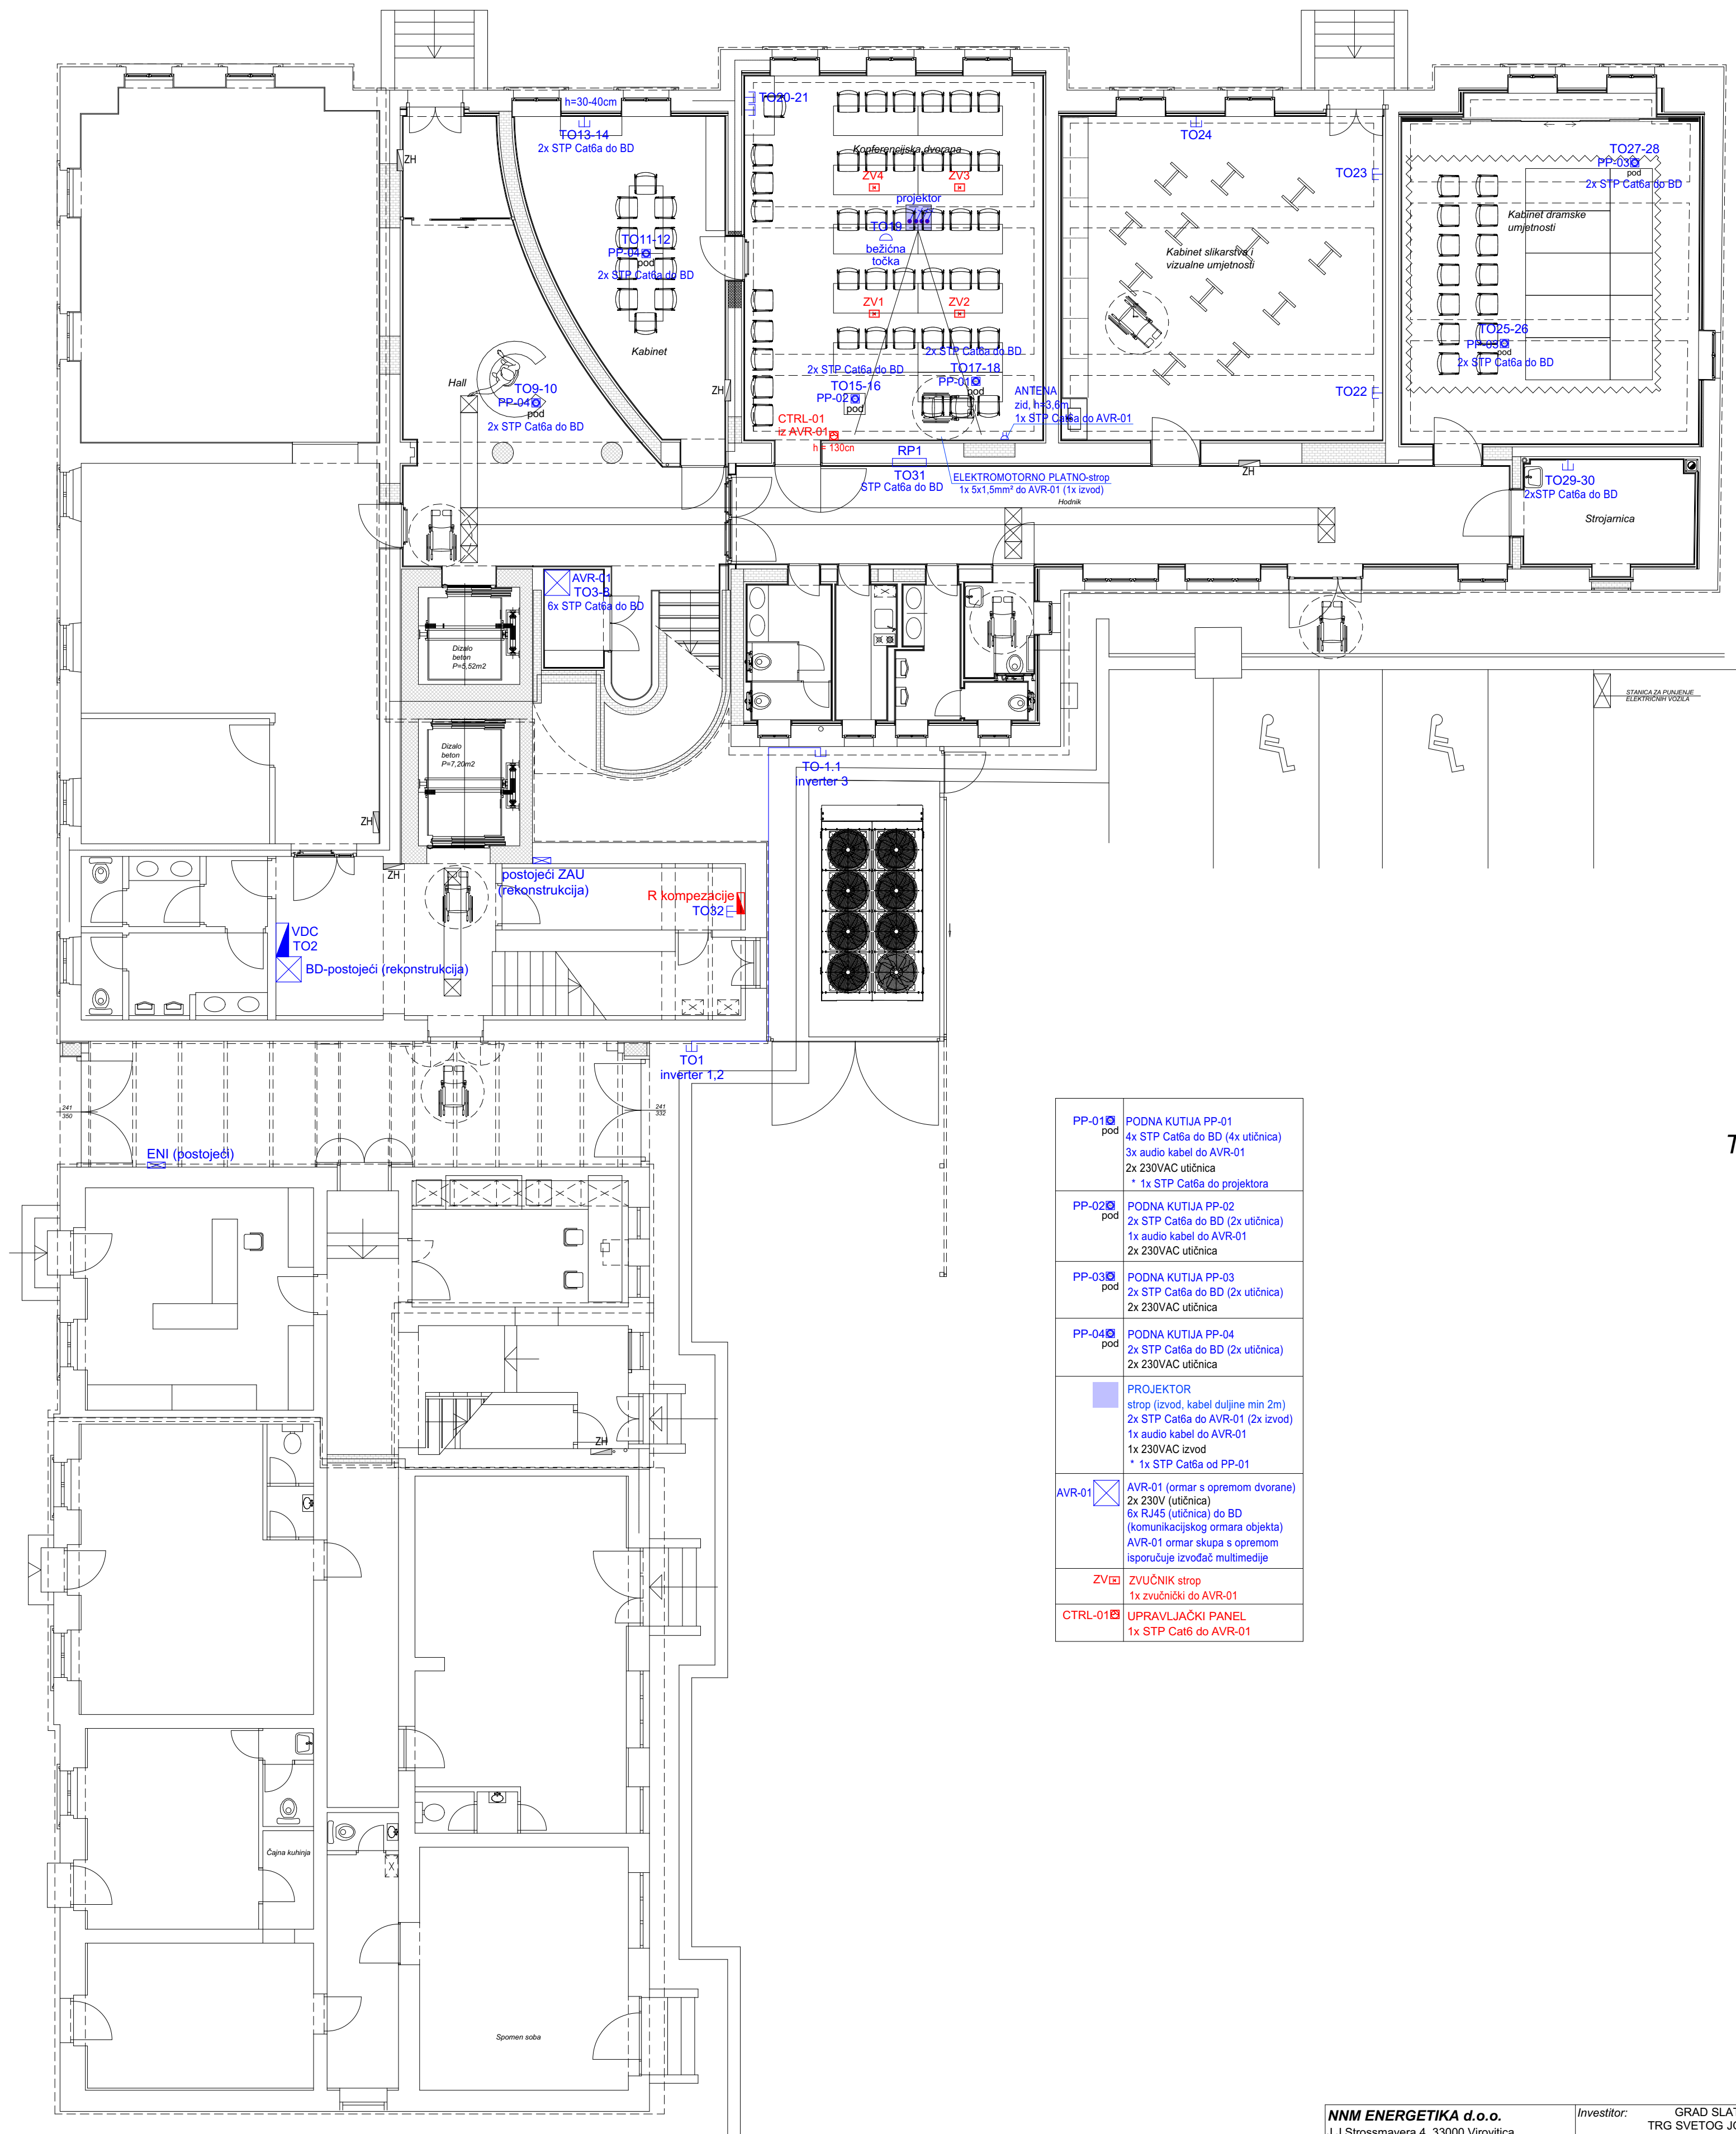 h=30-40cm
TO13-14
2x STP Cat6a do BD
ZH
TO20-21
Konferencijska dvorana
ZV4
ZV3
projektor
TO19
bežićna
točka
ZV1
ZV2
TO24
TO23
Kabinet slikarstva i
vizualne umjetnosti
TO22
TO27-28
PP-03
pod
2x STP Cat6a do BD
Kabinet dramske
umjetnosti
TO25-26
PP-03
pod
2x STP Cat6a do BD
TO11-12
PP-04
pod
2x STP Cat6a do BD
Kabinet
Hall
TO9-10
PP-04
pod
2x STP Cat6a do BD
ZH
2x STP Cat6a do BD
TO17-18
PP-01
pod
2x STP Cat6a do BD
TO15-16
PP-02
pod
CTRL-01
iz AVR-01
h = 130cn
ANTENA
zid, h=3,6m
1x STP Cat6a do AVR-01
RP1
TO31
STP Cat6a do BD
ELEKTROMOTORNO PLATNO-strop
1x 5x1,5mm² do AVR-01 (1x izvod)
Hodnik
ZH
TO29-30
2xSTP Cat6a do BD
Strojarnica
AVR-01
TO3-8
6x STP Cat6a do BD
Dizalo
beton
P=5,52m2
Dizalo
beton
P=7,20m2
STANICA ZA PUNJENJE
ELEKTRIČNIH VOZILA
TO-1.1
inverter 3
ZH
ZH
postojeći ZAU
(rekonstrukcija)
R kompezacije
TO32
VDC
TO2
BD-postojeći (rekonstrukcija)
TO1
inverter 1,2
241
350
241
332
ENI (postojeći)
PP-01
pod
PODNA KUTIJA PP-01
4x STP Cat6a do BD (4x utičnica)
3x audio kabel do AVR-01
2x 230VAC utičnica
* 1x STP Cat6a do projektora
PP-02
pod
PODNA KUTIJA PP-02
2x STP Cat6a do BD (2x utičnica)
1x audio kabel do AVR-01
2x 230VAC utičnica
PP-03
pod
PODNA KUTIJA PP-03
2x STP Cat6a do BD (2x utičnica)
2x 230VAC utičnica
PP-04
pod
PODNA KUTIJA PP-04
2x STP Cat6a do BD (2x utičnica)
2x 230VAC utičnica
PROJEKTOR
strop (izvod, kabel duljine min 2m)
2x STP Cat6a do AVR-01 (2x izvod)
1x audio kabel do AVR-01
1x 230VAC izvod
* 1x STP Cat6a od PP-01
AVR-01
AVR-01 (ormar s opremom dvorane)
2x 230V (utičnica)
6x RJ45 (utičnica) do BD
(komunikacijskog ormara objekta)
AVR-01 ormar skupa s opremom
isporučuje izvođač multimedije
ZV
ZVUČNIK strop
1x zvučnički do AVR-01
CTRL-01
UPRAVLJAČKI PANEL
1x STP Cat6 do AVR-01
T
ZH
Čajna kuhinja
Spomen soba
NNM ENERGETIKA d.o.o.
Investitor:
GRAD SLAT
TRG SVETOG JO
J.J.Strossmayera 4, 33000 Virovitica